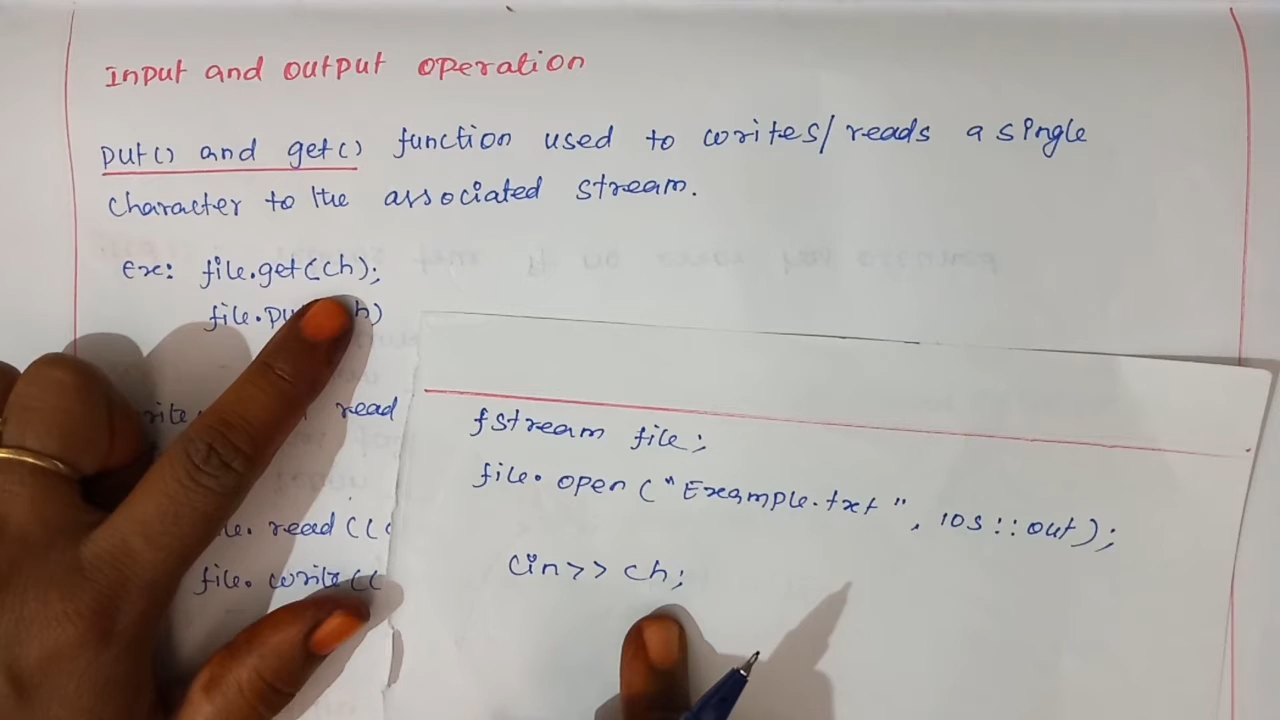 Input and output operation
put() and get() function used to writes/reads a single
character to the associated stream.
ex: file.get(ch);
file.pu h)
rite read
file. read ((c
file. write ((
fstream file;
file. open ("Example.txt", ios::out);
cin>> ch;